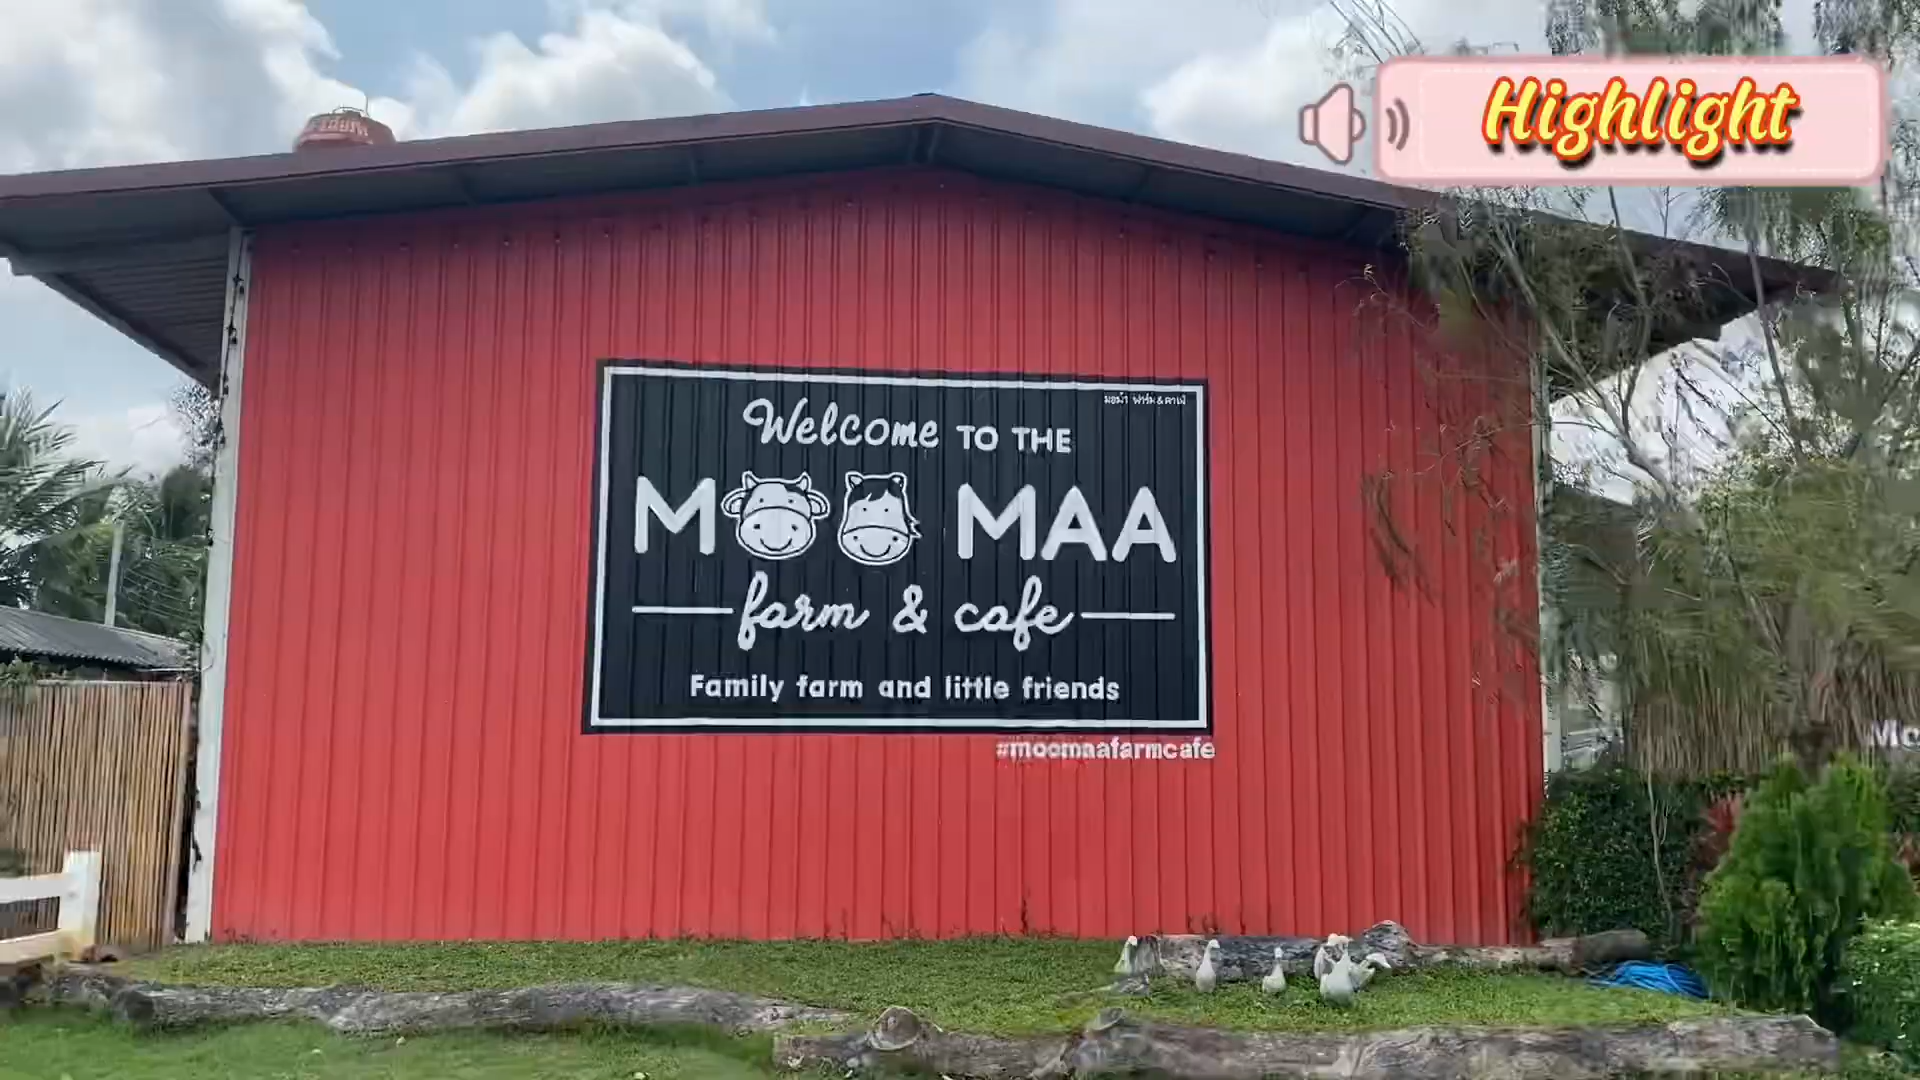 Highlight
มอม้า ฟาร์ม & คาเฟ่
Welcome TO THE
MOO MAA
farm & cafe
Family farm and little friends
#moomaafarmcafe
Mo